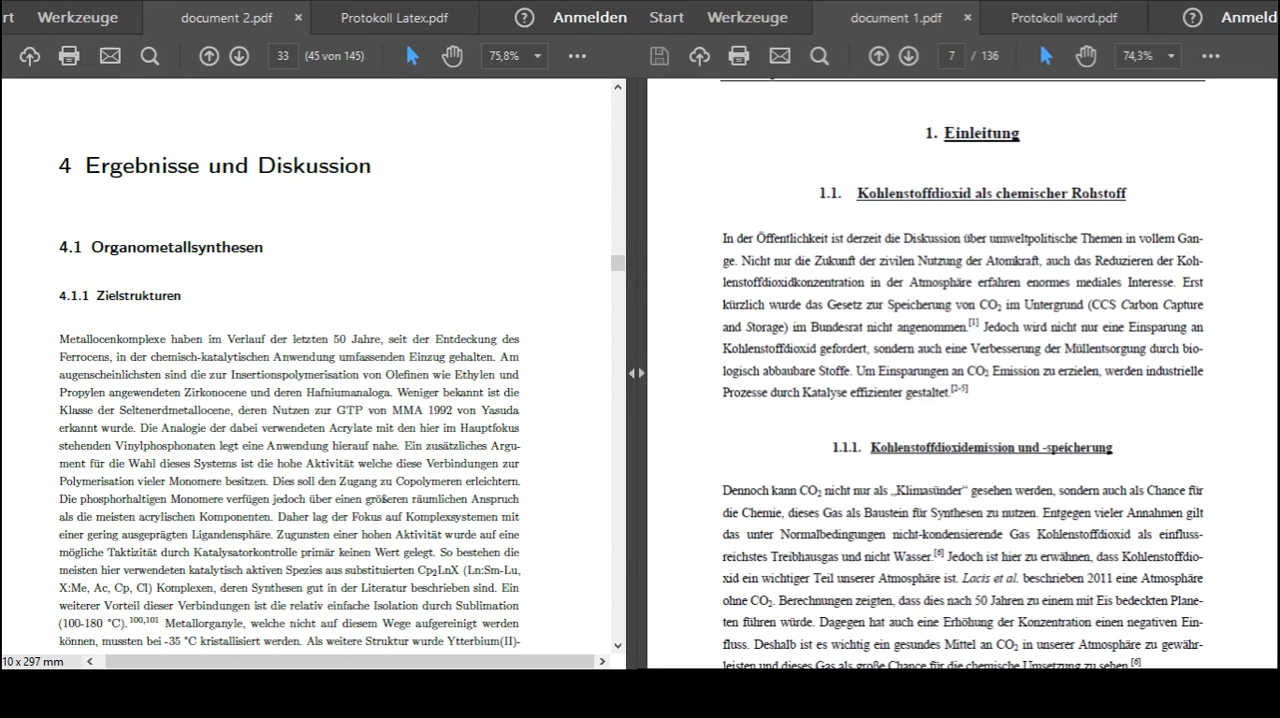 rt Werkzeuge document 2.pdf × Protokoll Latex.pdf ? Anmelden
33 (45 von 145) 75,8%
4 Ergebnisse und Diskussion
4.1 Organometallsynthesen
4.1.1 Zielstrukturen
Metallocenkomplexe haben im Verlauf der letzten 50 Jahre, seit der Entdeckung des
Ferrocens, in der chemisch-katalytischen Anwendung umfassenden Einzug gehalten. Am
augenscheinlichsten sind die zur Insertionspolymerisation von Olefinen wie Ethylen und
Propylen angewendeten Zirkonocene und deren Hafniumanaloga. Weniger bekannt ist die
Klasse der Seltenerdmetallocene, deren Nutzen zur GTP von MMA 1992 von Yasuda
erkannt wurde. Die Analogie der dabei verwendeten Acrylate mit den hier im Hauptfokus
stehenden Vinylphosphonaten legt eine Anwendung hierauf nahe. Ein zusätzliches Argu-
ment für die Wahl dieses Systems ist die hohe Aktivität welche diese Verbindungen zur
Polymerisation vieler Monomere besitzen. Dies soll den Zugang zu Copolymeren erleichtern.
Die phosphorhaltigen Monomere verfügen jedoch über einen größeren räumlichen Anspruch
als die meisten acrylischen Komponenten. Daher lag der Fokus auf Komplexsystemen mit
einer gering ausgeprägten Ligandensphäre. Zugunsten einer hohen Aktivität wurde auf eine
mögliche Taktizität durch Katalysatorkontrolle primär keinen Wert gelegt. So bestehen die
meisten hier verwendeten katalytisch aktiven Spezies aus substituierten Cp₂LnX (Ln:Sm-Lu,
X:Me, Ac, Cp, Cl) Komplexen, deren Synthesen gut in der Literatur beschrieben sind. Ein
weiterer Vorteil dieser Verbindungen ist die relativ einfache Isolation durch Sublimation
(100-180 °C).¹⁰⁰,¹⁰¹ Metallorganyle, welche nicht auf diesem Wege aufgereinigt werden
können, mussten bei -35 °C kristallisiert werden. Als weitere Struktur wurde Ytterbium(II)-
10 x 297 mm
Start Werkzeuge document 1.pdf × Protokoll word.pdf ? Anmeld
7 / 136 74,3%
1. Einleitung
1.1. Kohlenstoffdioxid als chemischer Rohstoff
In der Öffentlichkeit ist derzeit die Diskussion über umweltpolitische Themen in vollem Gan-
ge. Nicht nur die Zukunft der zivilen Nutzung der Atomkraft, auch das Reduzieren der Koh-
lenstoffdioxidkonzentration in der Atmosphäre erfahren enormes mediales Interesse. Erst
kürzlich wurde das Gesetz zur Speicherung von CO₂ im Untergrund (CCS Carbon Capture
and Storage) im Bundesrat nicht angenommen.[1] Jedoch wird nicht nur eine Einsparung an
Kohlenstoffdioxid gefordert, sondern auch eine Verbesserung der Müllentsorgung durch bio-
logisch abbaubare Stoffe. Um Einsparungen an CO₂ Emission zu erzielen, werden industrielle
Prozesse durch Katalyse effizienter gestaltet.[2-5]
1.1.1. Kohlenstoffdioxidemission und -speicherung
Dennoch kann CO₂ nicht nur als „Klimasünder“ gesehen werden, sondern auch als Chance für
die Chemie, dieses Gas als Baustein für Synthesen zu nutzen. Entgegen vieler Annahmen gilt
das unter Normalbedingungen nicht-kondensierende Gas Kohlenstoffdioxid als einfluss-
reichstes Treibhausgas und nicht Wasser.[6] Jedoch ist hier zu erwähnen, dass Kohlenstoffdio-
xid ein wichtiger Teil unserer Atmosphäre ist. Lacis et al. beschrieben 2011 eine Atmosphäre
ohne CO₂. Berechnungen zeigten, dass dies nach 50 Jahren zu einem mit Eis bedeckten Plane-
ten führen würde. Dagegen hat auch eine Erhöhung der Konzentration einen negativen Ein-
fluss. Deshalb ist es wichtig ein gesundes Mittel an CO₂ in unserer Atmosphäre zu gewähr-
leisten und dieses Gas als große Chance für die chemische Umsetzung zu sehen.[6]